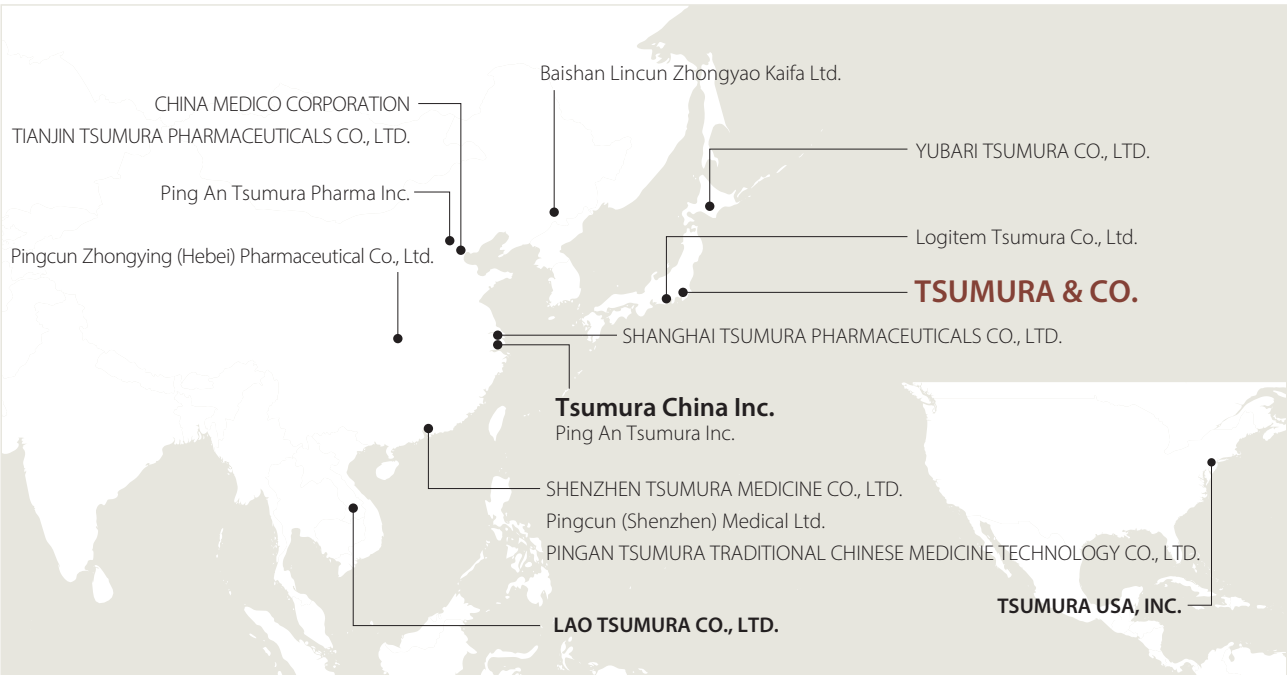 Baishan Lincun Zhongyao Kaifa Ltd.
CHINA MEDICO CORPORATION
TIANJIN TSUMURA PHARMACEUTICALS CO., LTD.
YUBARI TSUMURA CO., LTD.
Ping An Tsumura Pharma Inc.
Logitem Tsumura Co., Ltd.
Pingcun Zhongying (Hebei) Pharmaceutical Co., Ltd.
TSUMURA & CO.
SHANGHAI TSUMURA PHARMACEUTICALS CO., LTD.
Tsumura China Inc.
Ping An Tsumura Inc.
SHENZHEN TSUMURA MEDICINE CO., LTD.
Pingcun (Shenzhen) Medical Ltd.
PINGAN TSUMURA TRADITIONAL CHINESE MEDICINE TECHNOLOGY CO., LTD.
TSUMURA USA, INC.
LAO TSUMURA CO., LTD.